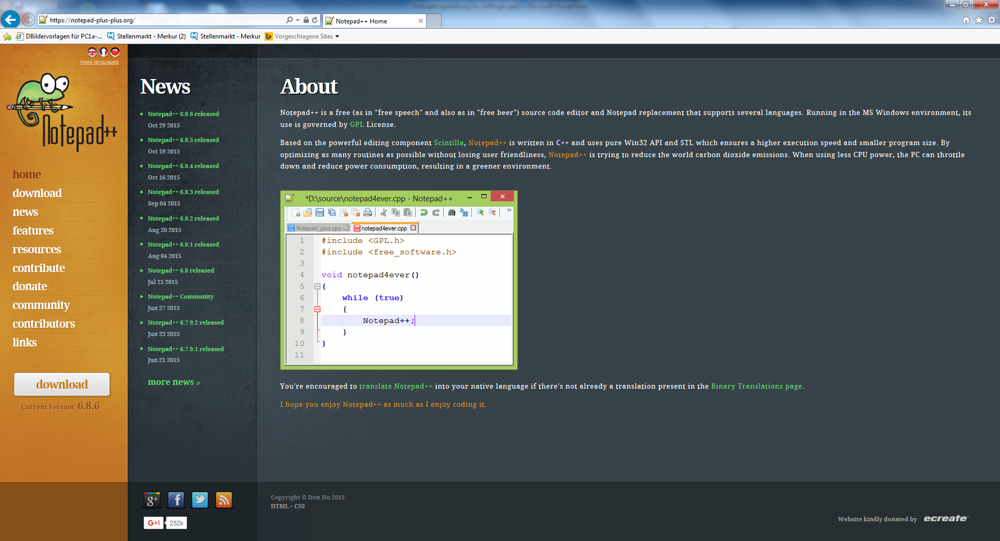 https://notepad-plus-plus.org/
Notepad++ Home
DBildervorlagen für PC1a-...
Stellenmarkt - Merkur (2)
Stellenmarkt - Merkur
Vorgeschlagene Sites
more languages
Notepad++
home
download
news
features
resources
contribute
donate
community
contributors
links
download
Current Version: 6.8.6
News
Notepad++ 6.8.6 released
Oct 29 2015
Notepad++ 6.8.5 released
Oct 19 2015
Notepad++ 6.8.4 released
Oct 16 2015
Notepad++ 6.8.3 released
Sep 04 2015
Notepad++ 6.8.2 released
Aug 20 2015
Notepad++ 6.8.1 released
Aug 04 2015
Notepad++ 6.8 released
Jul 21 2015
Notepad++ Community
Jun 27 2015
Notepad++ 6.7.9.2 released
Jun 23 2015
Notepad++ 6.7.9.1 released
Jun 21 2015
more news »
About
Notepad++ is a free (as in "free speech" and also as in "free beer") source code editor and Notepad replacement that supports several languages. Running in the MS Windows environment, its
use is governed by GPL License.
Based on the powerful editing component Scintilla, Notepad++ is written in C++ and uses pure Win32 API and STL which ensures a higher execution speed and smaller program size. By
optimizing as many routines as possible without losing user friendliness, Notepad++ is trying to reduce the world carbon dioxide emissions. When using less CPU power, the PC can throttle
down and reduce power consumption, resulting in a greener environment.
*D:\source\notepad4ever.cpp - Notepad++
Notepad_plus.cpp
notepad4ever.cpp
1 #include <GPL.h>
2 #include <free_software.h>
3
4 void notepad4ever()
5 {
6 while (true)
7 {
8 Notepad++;
9 }
10 }
11
You're encouraged to translate Notepad++ into your native language if there's not already a translation present in the Binary Translations page.
I hope you enjoy Notepad++ as much as I enjoy coding it.
g+ f
G+1 252k
Copyright © Don Ho 2015
HTML • CSS
Website kindly donated by ecreate